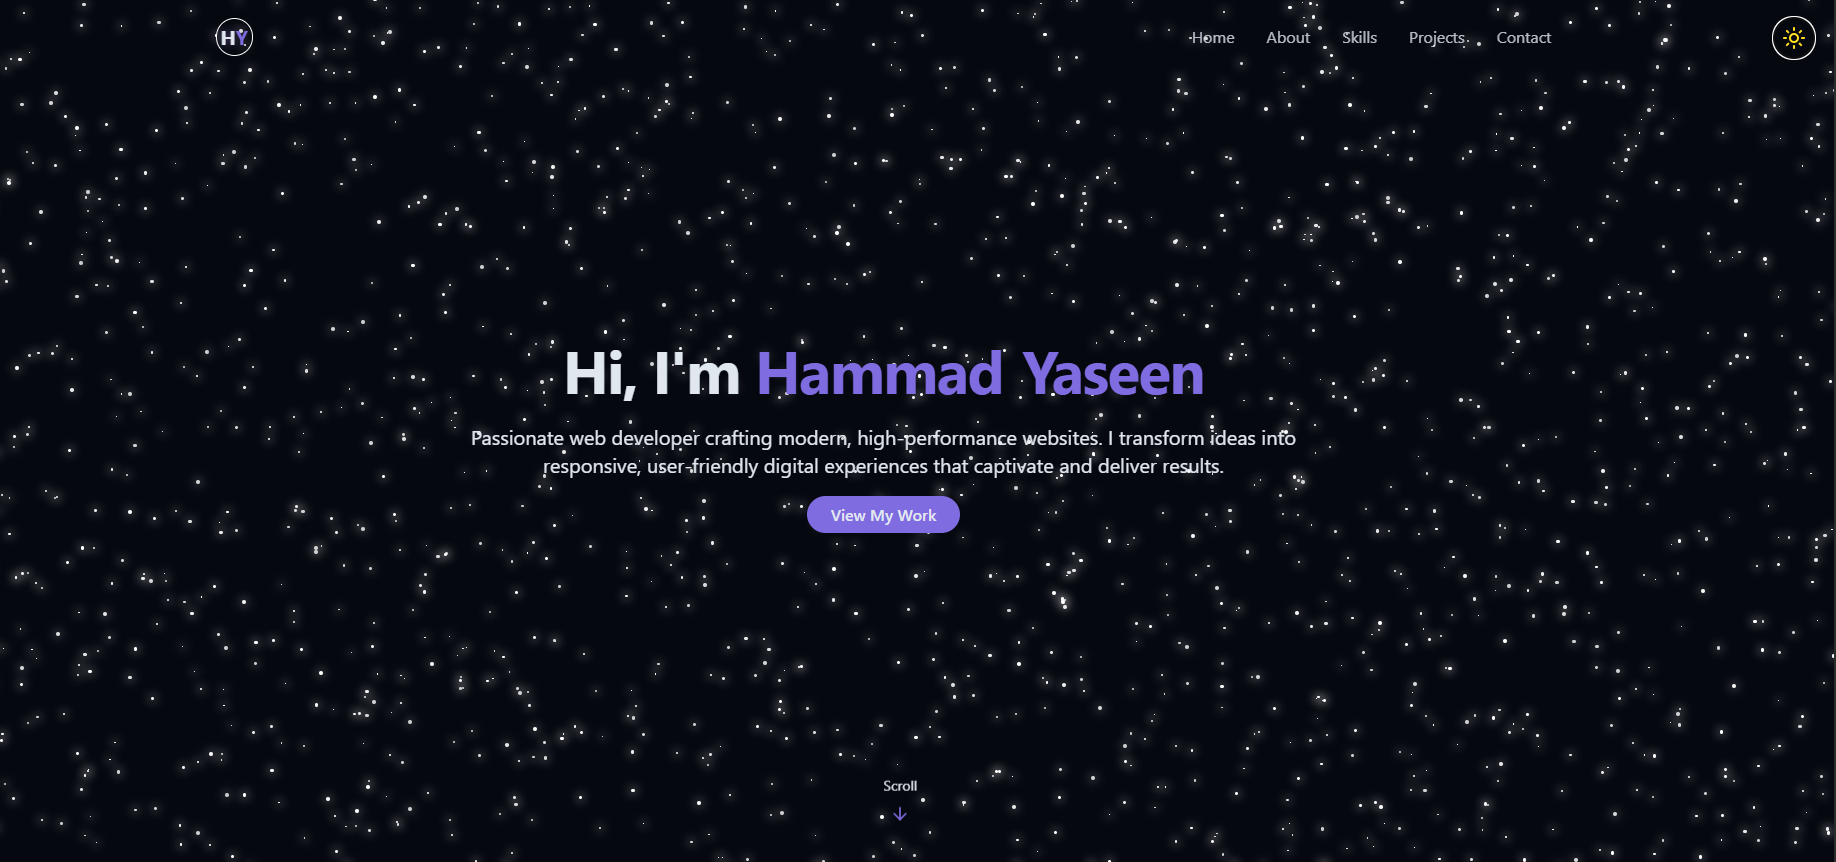 HY
Home About Skills Projects Contact
Hi, I'm Hammad Yaseen
Passionate web developer crafting modern, high-performance websites. I transform ideas into
responsive, user-friendly digital experiences that captivate and deliver results.
View My Work
Scroll